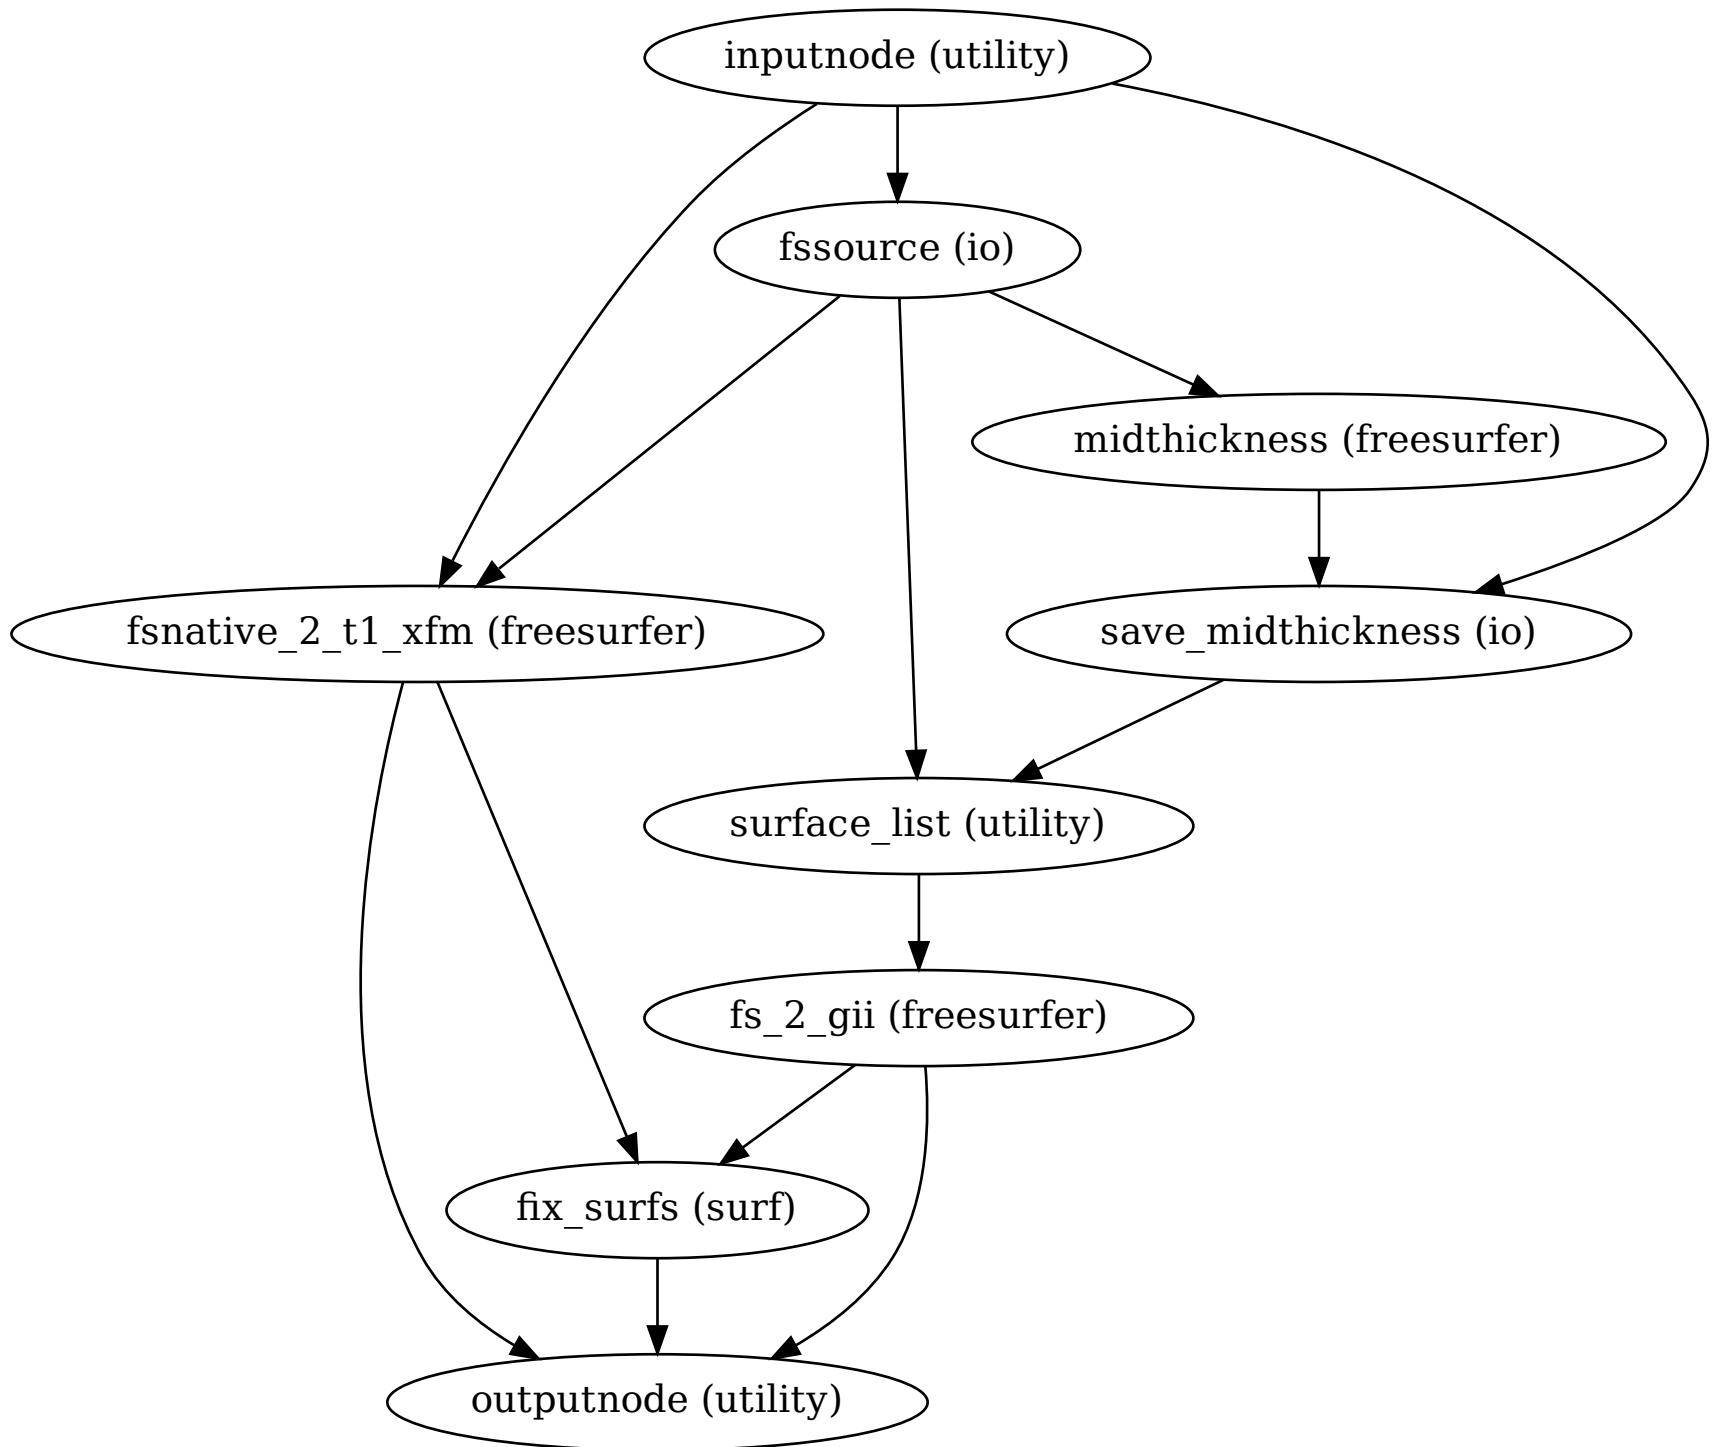 inputnode (utility)
fssource (io)
midthickness (freesurfer)
fsnative_2_t1_xfm (freesurfer)
save_midthickness (io)
surface_list (utility)
fs_2_gii (freesurfer)
fix_surfs (surf)
outputnode (utility)